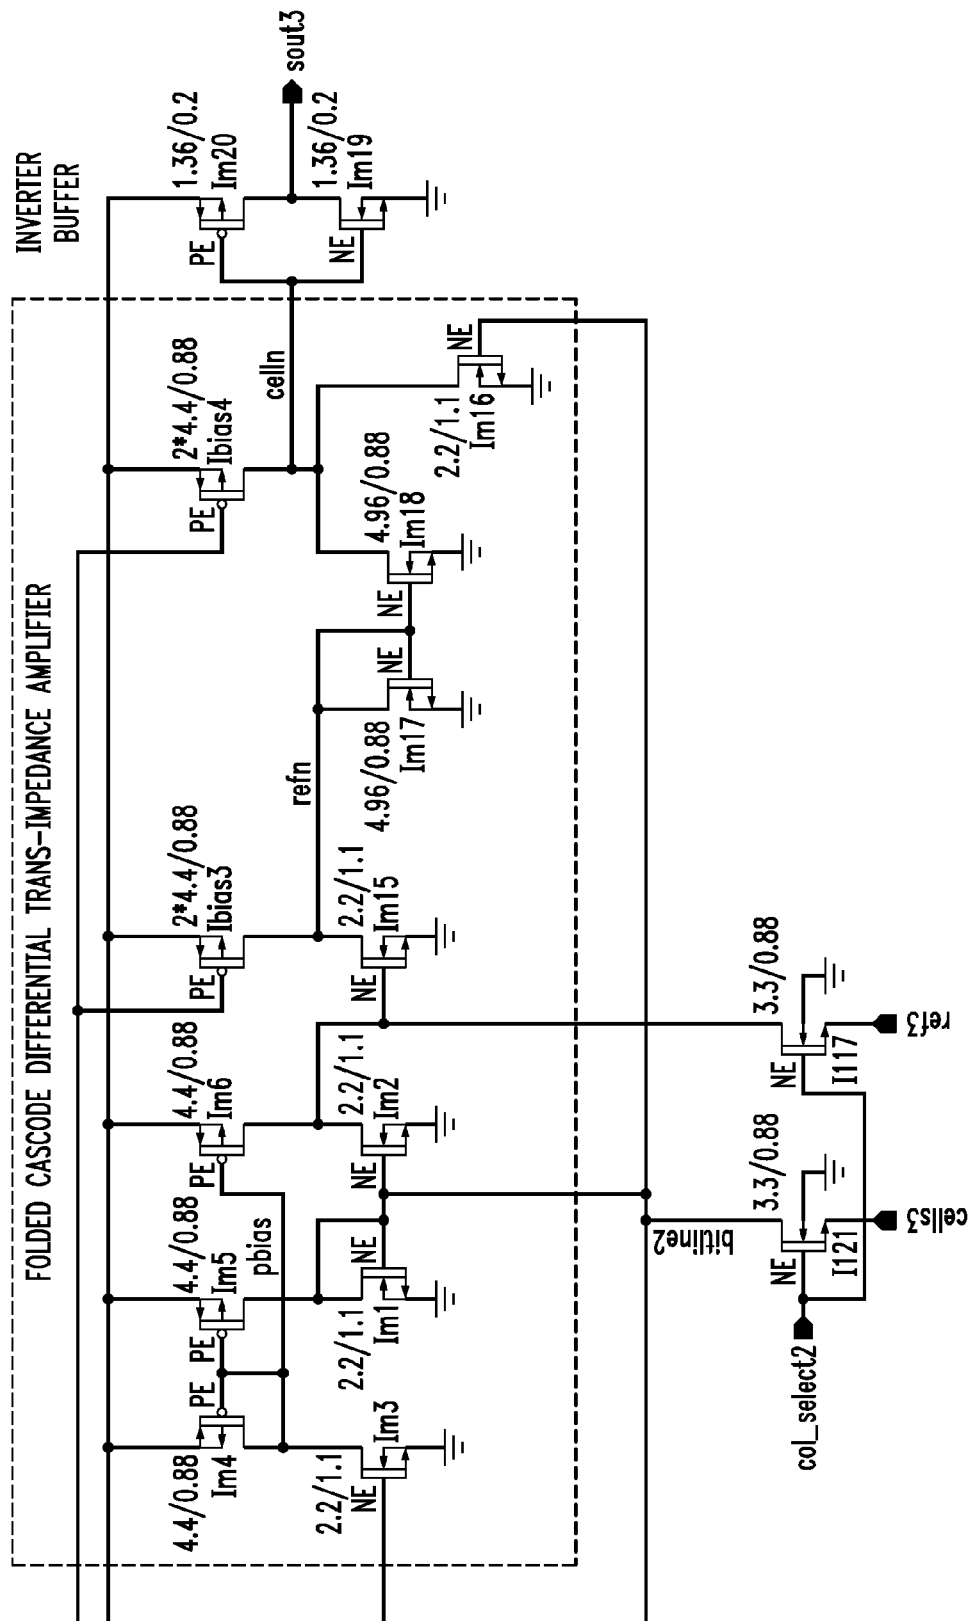 FOLDED CASCODE DIFFERENTIAL TRANS-IMPEDANCE AMPLIFIER
INVERTER
BUFFER
4.4/0.88
Im4
PE
PE
4.4/0.88
Im5
pbias
PE
4.4/0.88
Im6
PE
2*4.4/0.88
Ibias3
PE
2*4.4/0.88
Ibias4
PE
1.36/0.2
Im20
sout3
refn
celln
2.2/1.1
NE
Im3
2.2/1.1
Im1
NE
NE
2.2/1.1
Im2
NE
2.2/1.1
Im15
4.96/0.88
Im17
NE
NE
4.96/0.88
Im18
2.2/1.1
Im16
NE
NE
1.36/0.2
Im19
bitline2
col_select2
NE
3.3/0.88
I121
cells3
NE
3.3/0.88
I117
ref3